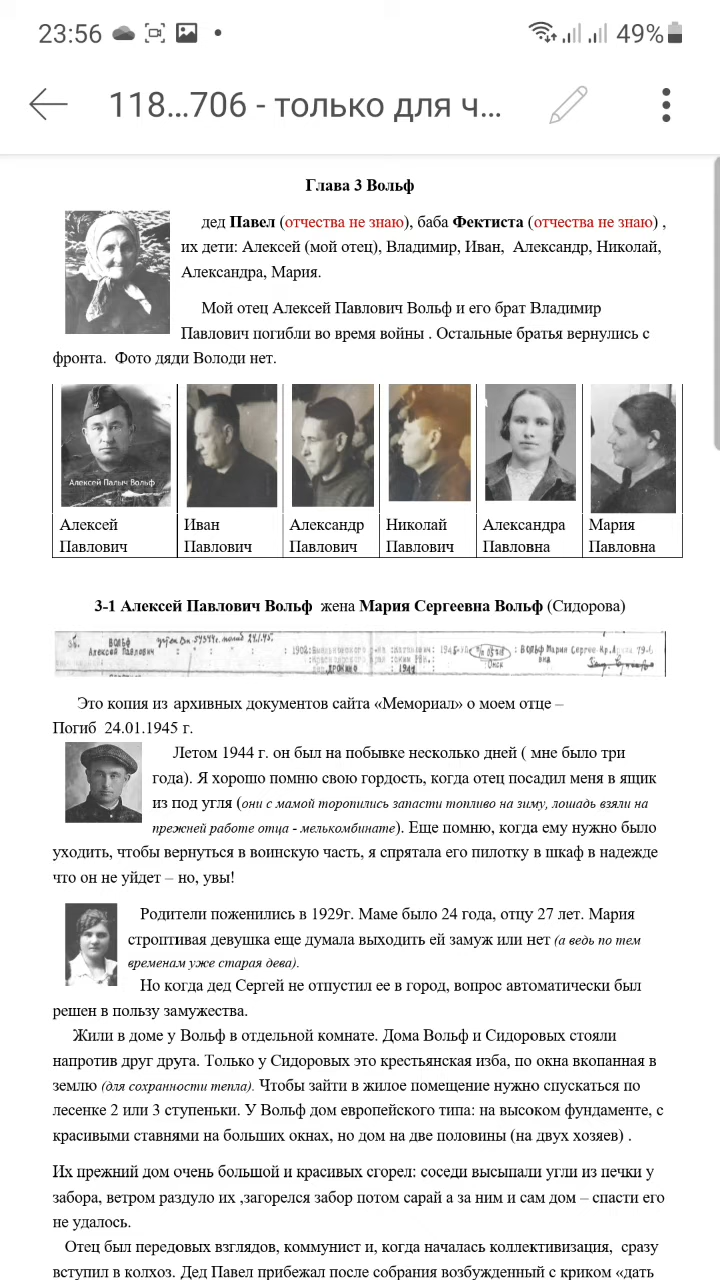 23:56
49%
118...706 - только для ч...
Глава 3 Вольф
дед Павел (отчества не знаю), баба Фектиста (отчества не знаю) ,
их дети: Алексей (мой отец), Владимир, Иван, Александр, Николай,
Александра, Мария.
Мой отец Алексей Павлович Вольф и его брат Владимир
Павлович погибли во время войны . Остальные братья вернулись с
фронта. Фото дяди Володи нет.
Алексей Палыч Вольф
Алексей Павлович
Иван Павлович
Александр Павлович
Николай Павлович
Александра Павловна
Мария Павловна
3-1 Алексей Павлович Вольф жена Мария Сергеевна Вольф (Сидорова)
ВОЛЬФ
Алексей Павлович
1902
Омск
ВОЛЬФ Мария Сергее
вна
Это копия из архивных документов сайта «Мемориал» о моем отце –
Погиб 24.01.1945 г.
Летом 1944 г. он был на побывке несколько дней ( мне было три
года). Я хорошо помню свою гордость, когда отец посадил меня в ящик
из под угля (они с мамой торопились запасти топливо на зиму, лошадь взяли на
прежней работе отца - мелькомбинате). Еще помню, когда ему нужно было
уходить, чтобы вернуться в воинскую часть, я спрятала его пилотку в шкаф в надежде
что он не уйдет – но, увы!
Родители поженились в 1929г. Маме было 24 года, отцу 27 лет. Мария
строптивая девушка еще думала выходить ей замуж или нет (а ведь по тем
временам уже старая дева).
Но когда дед Сергей не отпустил ее в город, вопрос автоматически был
решен в пользу замужества.
Жили в доме у Вольф в отдельной комнате. Дома Вольф и Сидоровых стояли
напротив друг друга. Только у Сидоровых это крестьянская изба, по окна вкопанная в
землю (для сохранности тепла). Чтобы зайти в жилое помещение нужно спускаться по
лесенке 2 или 3 ступеньки. У Вольф дом европейского типа: на высоком фундаменте, с
красивыми ставнями на больших окнах, но дом на две половины (на двух хозяев) .
Их прежний дом очень большой и красивых сгорел: соседи высыпали угли из печки у
забора, ветром раздуло их ,загорелся забор потом сарай а за ним и сам дом – спасти его
не удалось.
Отец был передовых взглядов, коммунист и, когда началась коллективизация, сразу
вступил в колхоз. Дед Павел прибежал после собрания возбужденный с криком «дать